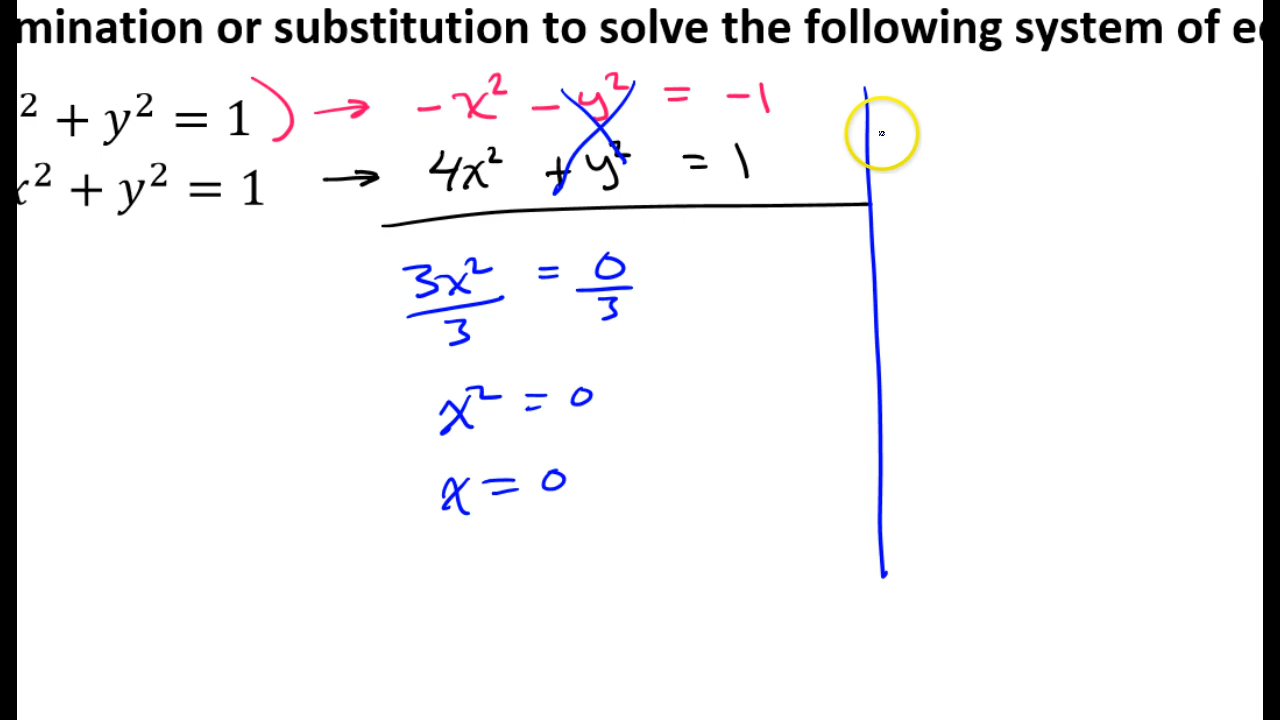 mination or substitution to solve the following system of e
² + y² = 1 ) → -x² - y² = -1
x² + y² = 1 → 4x² + y² = 1
3x²/3 = 0/3
x² = 0
x = 0